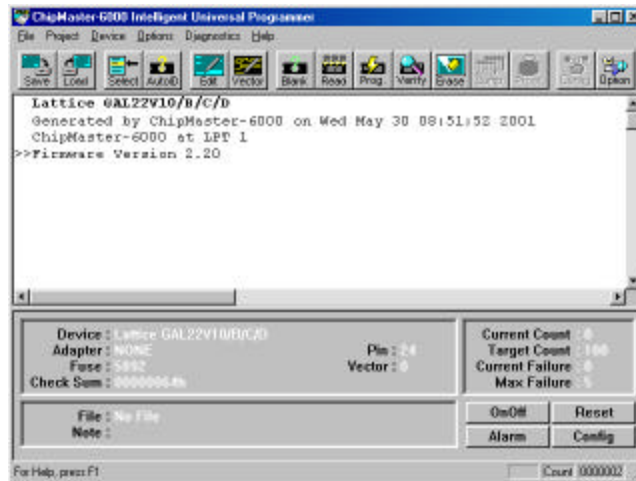 ChipMaster-6000 Intelligent Universal Programmer
File Project Device Options Diagnostics Help
Save Load Select AutoID Edit Vector Blank Read Prog. Verify Erase Config Option
Lattice GAL22V10/B/C/D
Generated by ChipMaster-6000 on Wed May 30 08:51:52 2001
ChipMaster-6000 at LPT 1
>>Firmware Version 2.20
Device : Lattice GAL22V10/B/C/D
Adapter : NONE Pin : 24
Fuse : 5892 Vector : 0
Check Sum : 00000064h
File : No File
Note :
Current Count : 0
Target Count : 100
Current Failure : 0
Max Failure : 5
On/Off Reset
Alarm Config
For Help, press F1
Count 0000002